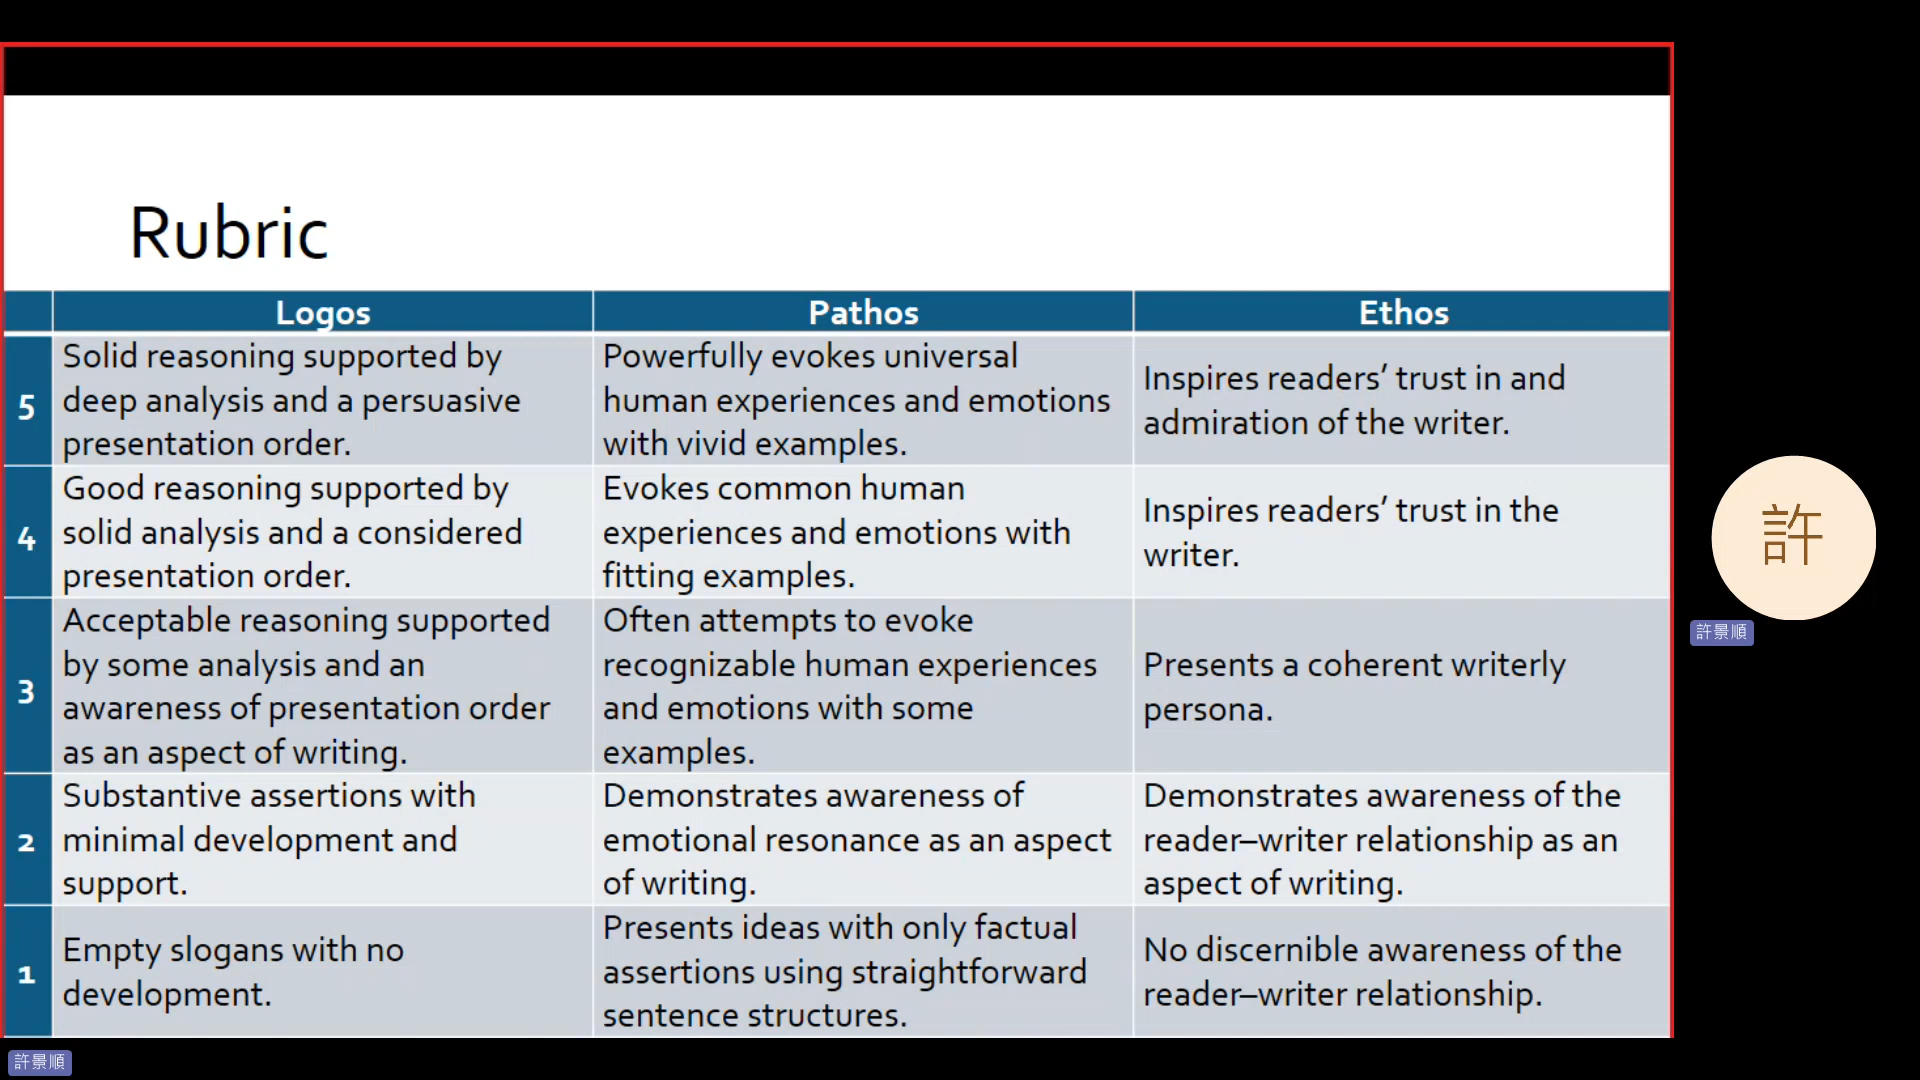 Rubric
Logos
Pathos
Ethos
5
Solid reasoning supported by
deep analysis and a persuasive
presentation order.
Powerfully evokes universal
human experiences and emotions
with vivid examples.
Inspires readers’ trust in and
admiration of the writer.
4
Good reasoning supported by
solid analysis and a considered
presentation order.
Evokes common human
experiences and emotions with
fitting examples.
Inspires readers’ trust in the
writer.
3
Acceptable reasoning supported
by some analysis and an
awareness of presentation order
as an aspect of writing.
Often attempts to evoke
recognizable human experiences
and emotions with some
examples.
Presents a coherent writerly
persona.
2
Substantive assertions with
minimal development and
support.
Demonstrates awareness of
emotional resonance as an aspect
of writing.
Demonstrates awareness of the
reader–writer relationship as an
aspect of writing.
1
Empty slogans with no
development.
Presents ideas with only factual
assertions using straightforward
sentence structures.
No discernible awareness of the
reader–writer relationship.
許
許景順
許景順